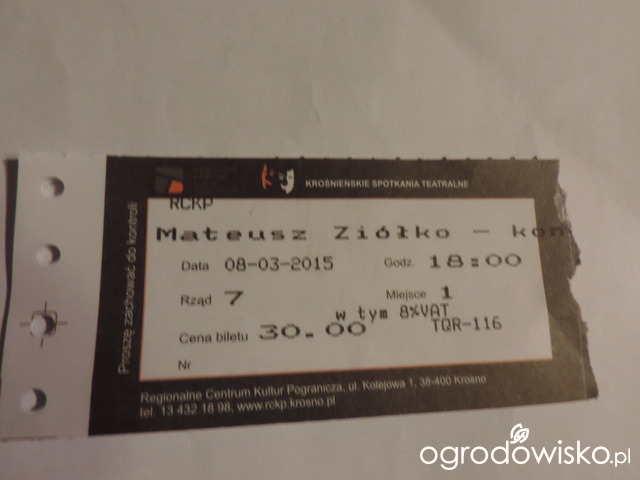 KROŚNIEŃSKIE SPOTKANIA TEATRALNE
RCKP
Mateusz Ziółko - kon
Data 08-03-2015 Godz. 18:00
Rząd 7 Miejsce 1
w tym 8%VAT
Cena biletu 30.00 TQR-116
Nr
Regionalne Centrum Kultur Pogranicza, ul. Kolejowa 1, 38-400 Krosno
tel. 13 432 18 98, www.rckp.krosno.pl
Proszę zachować do kontroli
ogrodowisko.pl